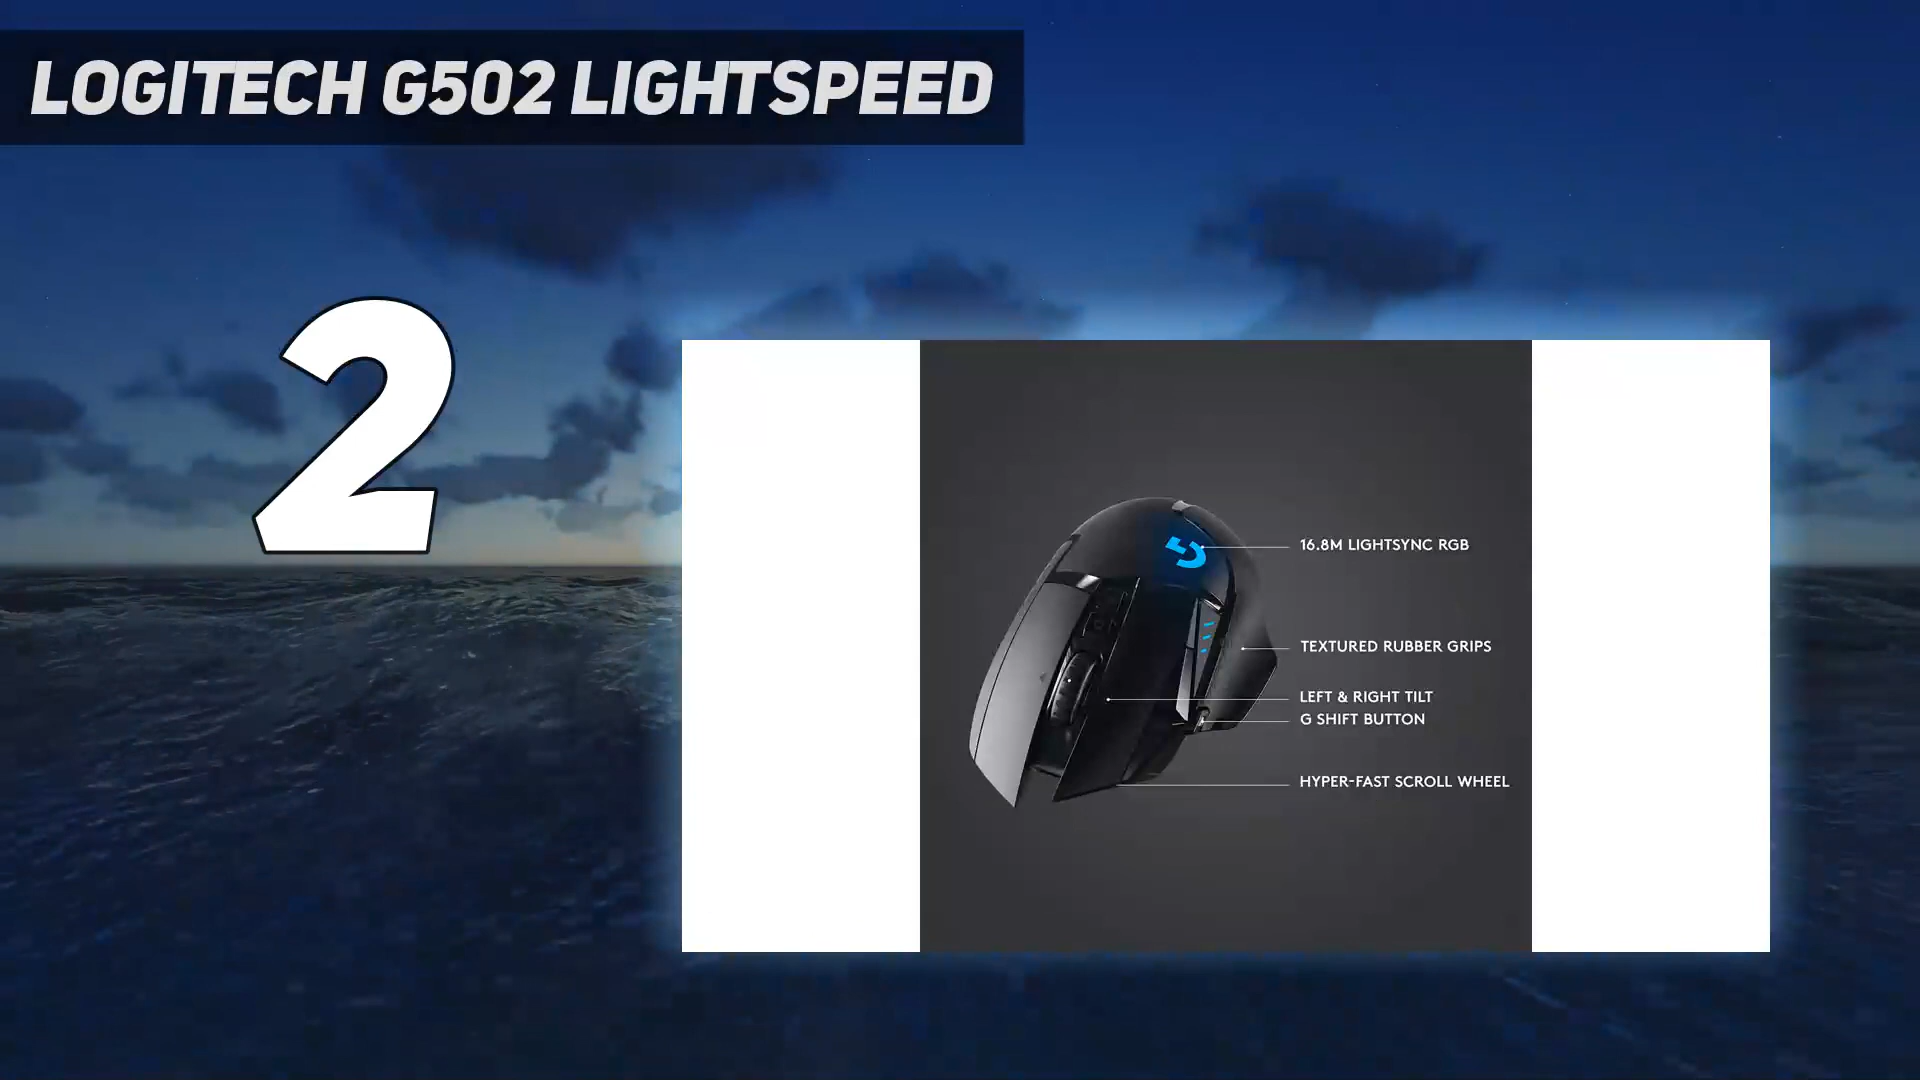 LOGITECH G502 LIGHTSPEED
2
16.8M LIGHTSYNC RGB
TEXTURED RUBBER GRIPS
LEFT & RIGHT TILT
G SHIFT BUTTON
HYPER-FAST SCROLL WHEEL